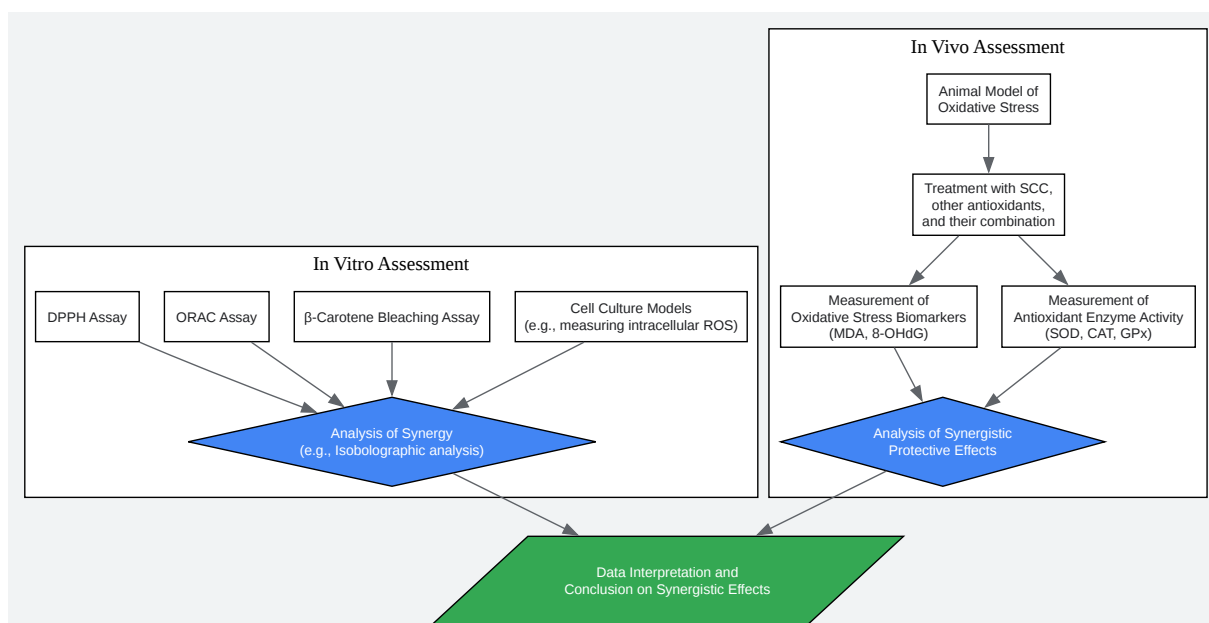 In Vivo Assessment
Animal Model of
Oxidative Stress
Treatment with SCC,
other antioxidants,
and their combination
Measurement of
Oxidative Stress Biomarkers
(MDA, 8-OHdG)
Measurement of
Antioxidant Enzyme Activity
(SOD, CAT, GPx)
Analysis of Synergistic
Protective Effects
In Vitro Assessment
DPPH Assay
ORAC Assay
β-Carotene Bleaching Assay
Cell Culture Models
(e.g., measuring intracellular ROS)
Analysis of Synergy
(e.g., Isobolographic analysis)
Data Interpretation and
Conclusion on Synergistic Effects